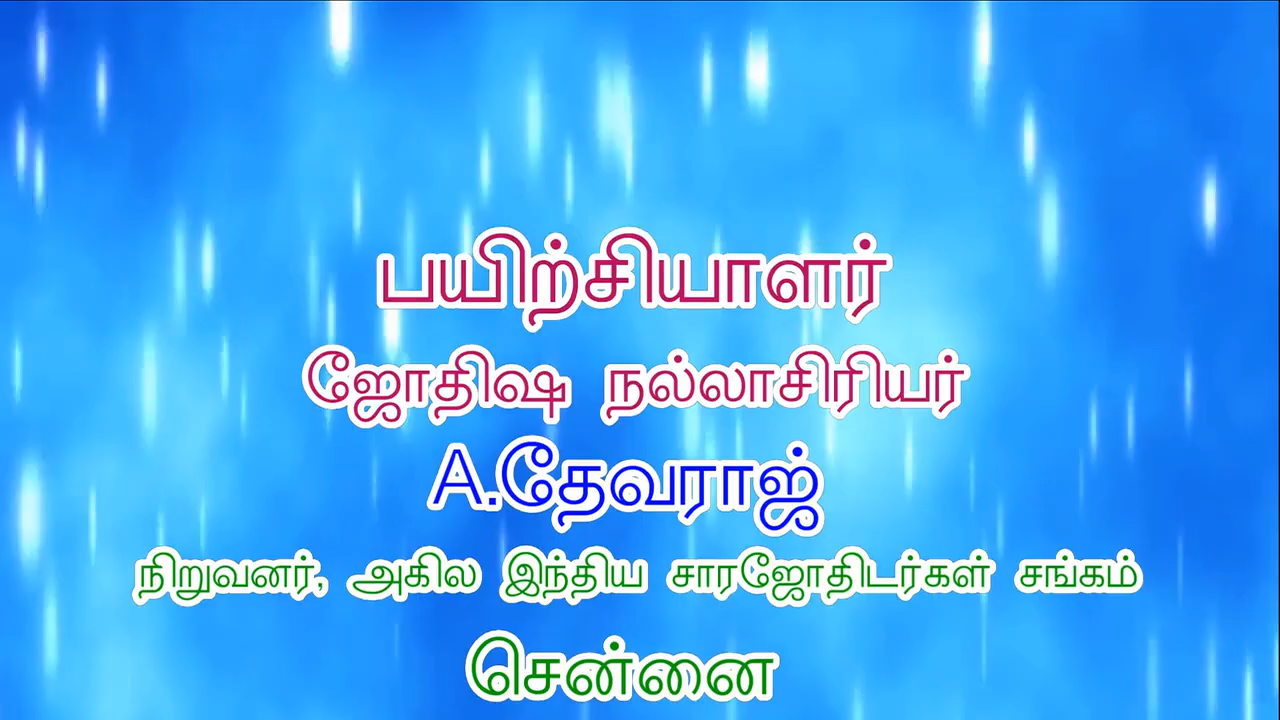 பயிற்சியாளர்
ஜோதிஷ நல்லாசிரியர்
A.தேவராஜ்
நிறுவனர், அகில இந்திய சாரஜோதிடர்கள் சங்கம்
சென்னை